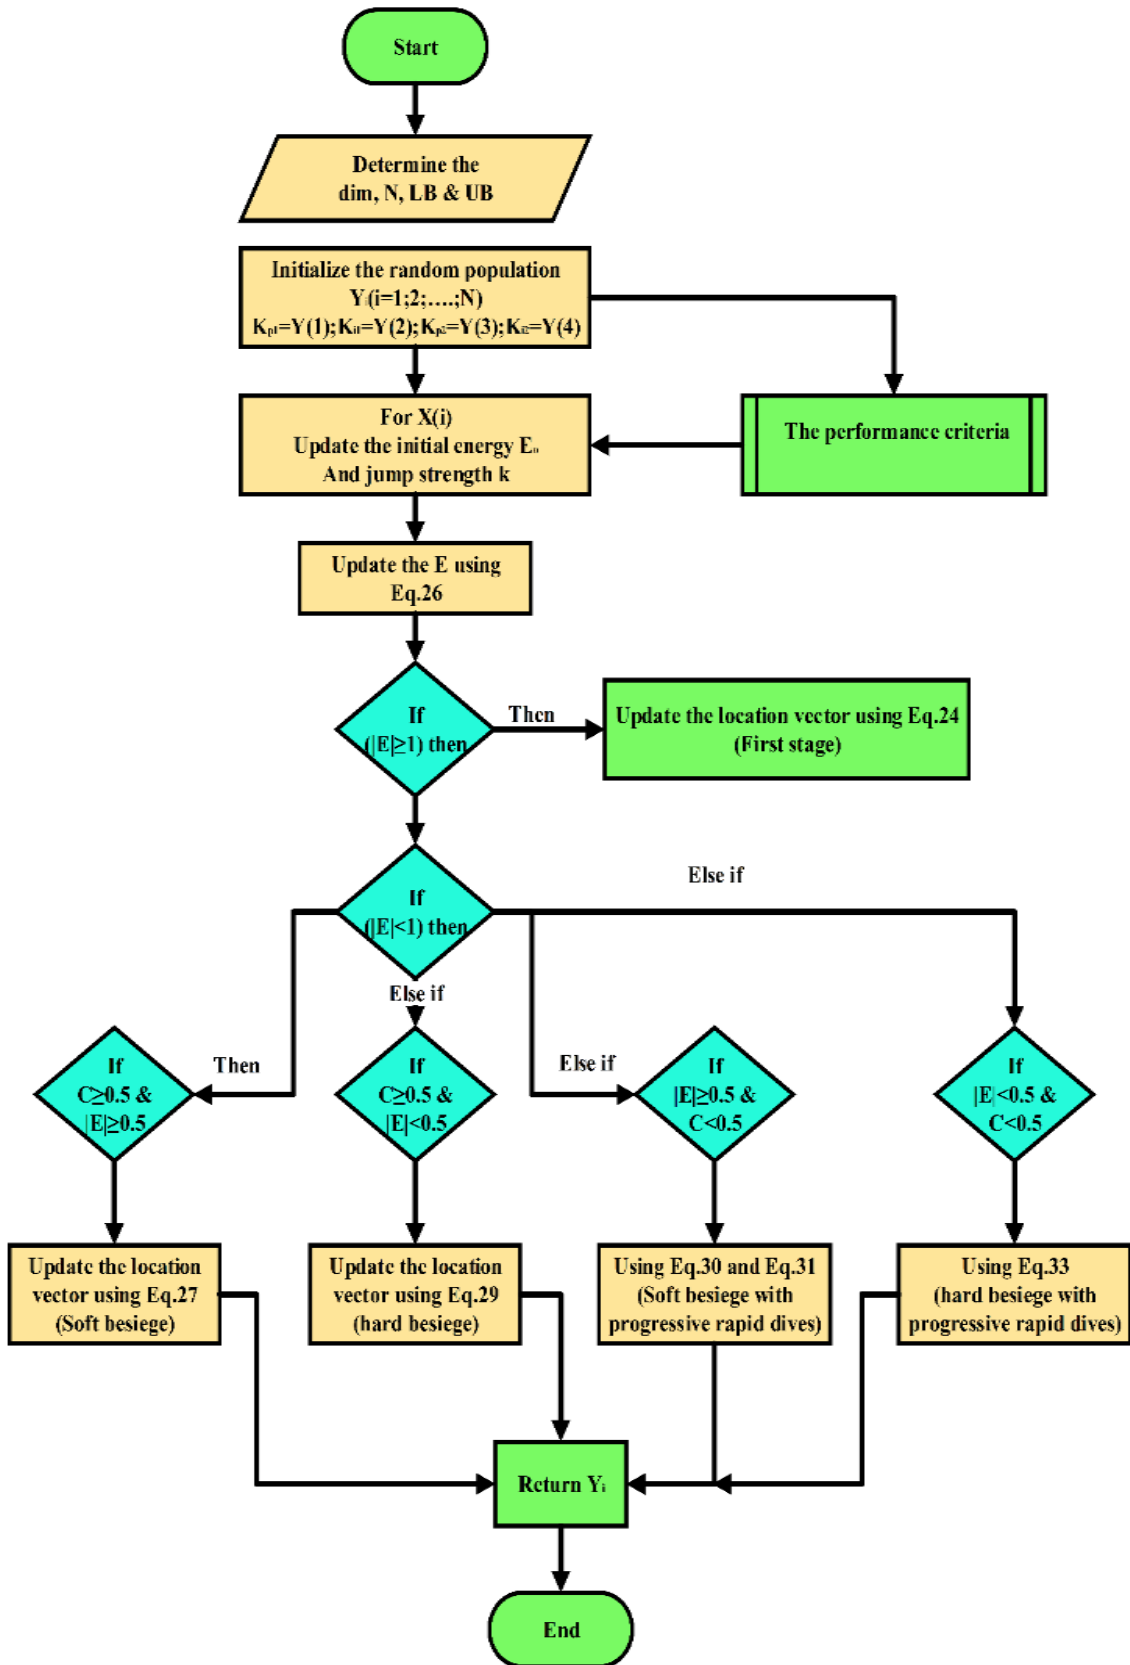 Start
Determine the
dim, N, LB & UB
Initialize the random population
Yᵢ(i=1;2;....;N)
Kₚ₁=Y(1);Kᵢ₁=Y(2);Kₚ₂=Y(3);Kᵢ₂=Y(4)
For X(i)
Update the initial energy E₀
And jump strength k
The performance criteria
Update the E using
Eq.26
If
(|E|≥1) then
Then
Update the location vector using Eq.24
(First stage)
If
(|E|<1) then
Else if
Else if
If
C≥0.5 &
|E|≥0.5
Then
If
C≥0.5 &
|E|<0.5
Else if
If
|E|≥0.5 &
C<0.5
If
|E|<0.5 &
C<0.5
Update the location
vector using Eq.27
(Soft besiege)
Update the location
vector using Eq.29
(hard besiege)
Using Eq.30 and Eq.31
(Soft besiege with
progressive rapid dives)
Using Eq.33
(hard besiege with
progressive rapid dives)
Return Yᵢ
End